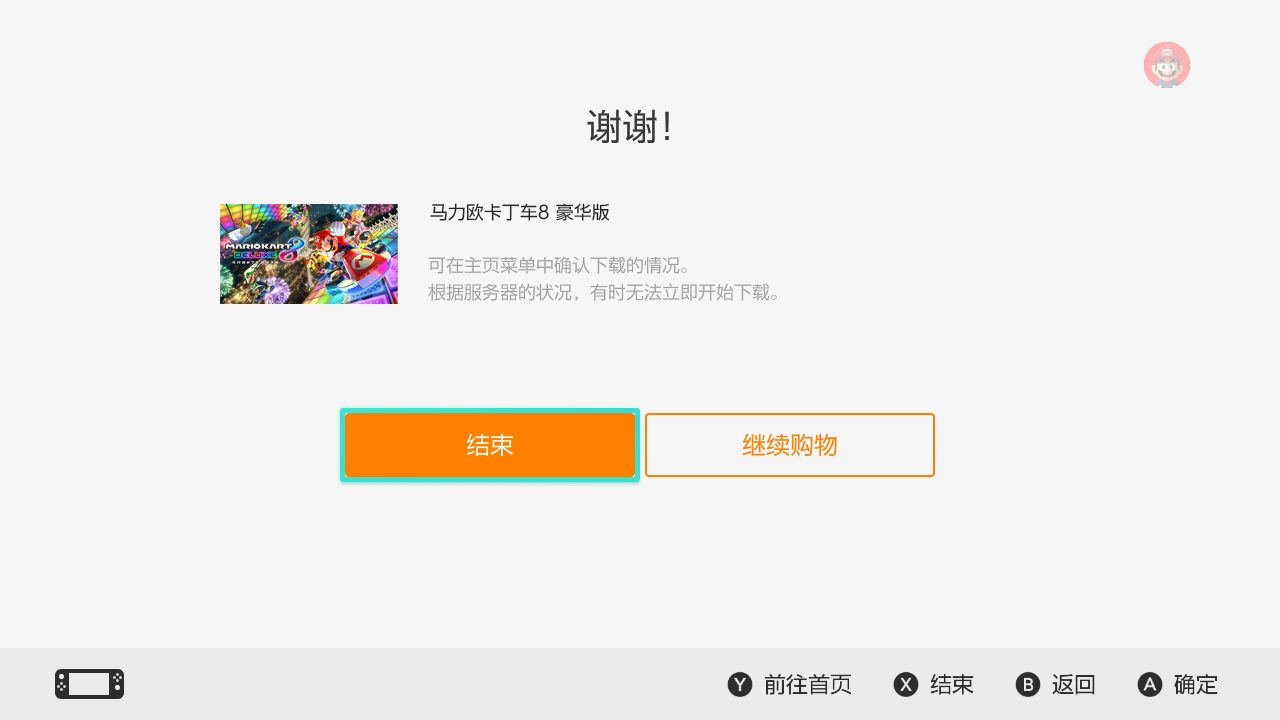 谢谢！
马力欧卡丁车8 豪华版
MARIOKART 8
DELUXE
可在主页菜单中确认下载的情况。
根据服务器的状况，有时无法立即开始下载。
结束
继续购物
Y 前往首页
X 结束
B 返回
A 确定